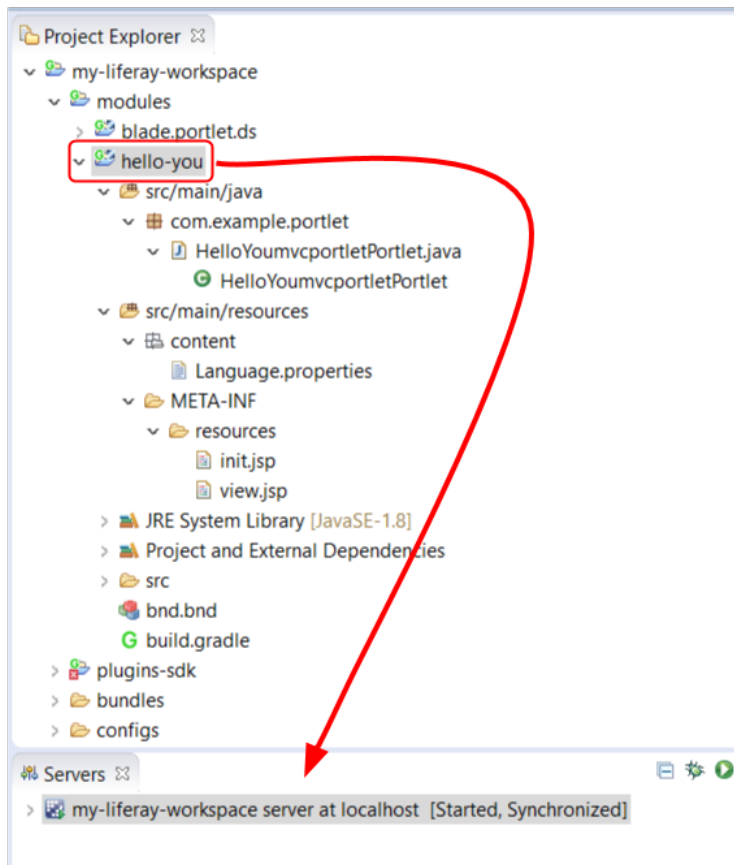 Project Explorer
my-liferay-workspace
modules
blade.portlet.ds
hello-you
src/main/java
com.example.portlet
HelloYoumvcportletPortlet.java
HelloYoumvcportletPortlet
src/main/resources
content
Language.properties
META-INF
resources
init.jsp
view.jsp
JRE System Library [JavaSE-1.8]
Project and External Dependencies
src
bnd.bnd
build.gradle
plugins-sdk
bundles
configs
Servers
my-liferay-workspace server at localhost [Started, Synchronized]